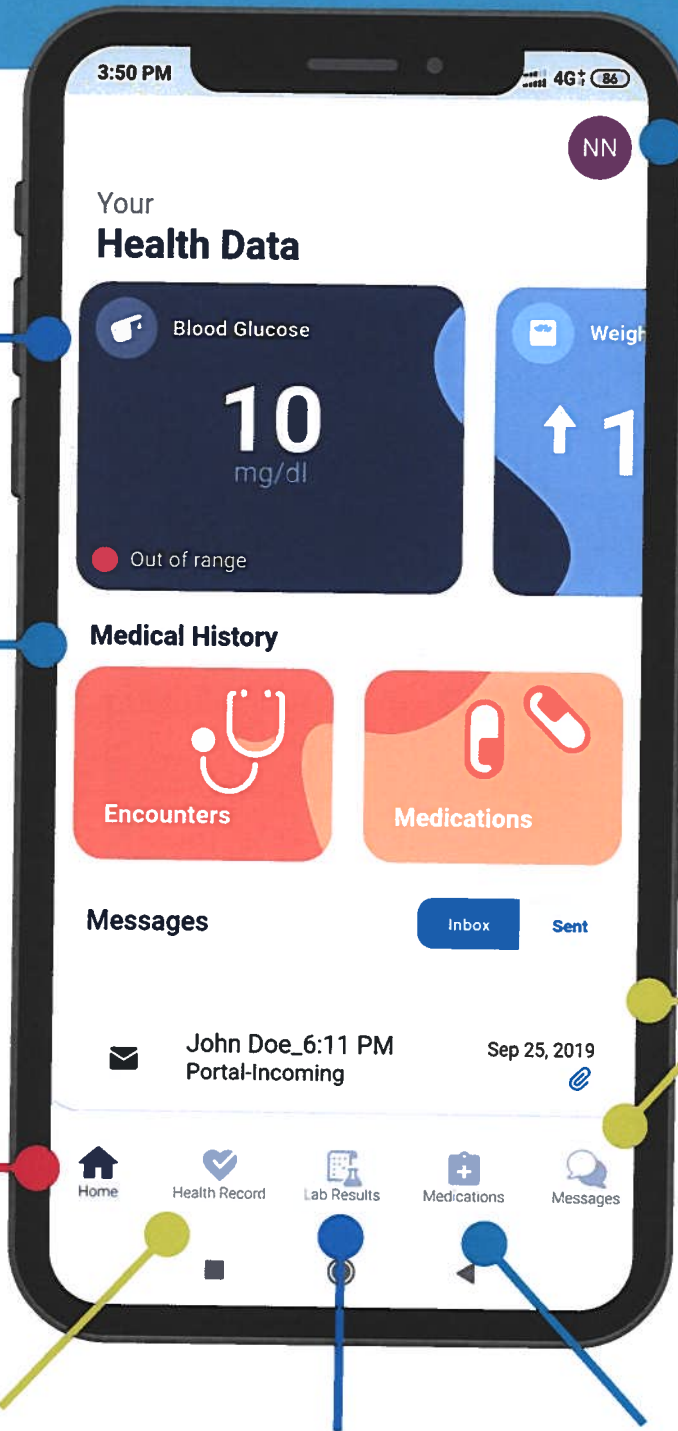 3:50 PM
4G+ 86
NN
Your
Health Data
Blood Glucose
10
mg/dl
Out of range
Weigh
1
Medical History
Encounters
Medications
Messages
Inbox
Sent
John Doe_6:11 PM
Sep 25, 2019
Portal-Incoming
Home
Health Record
Lab Results
Medications
Messages